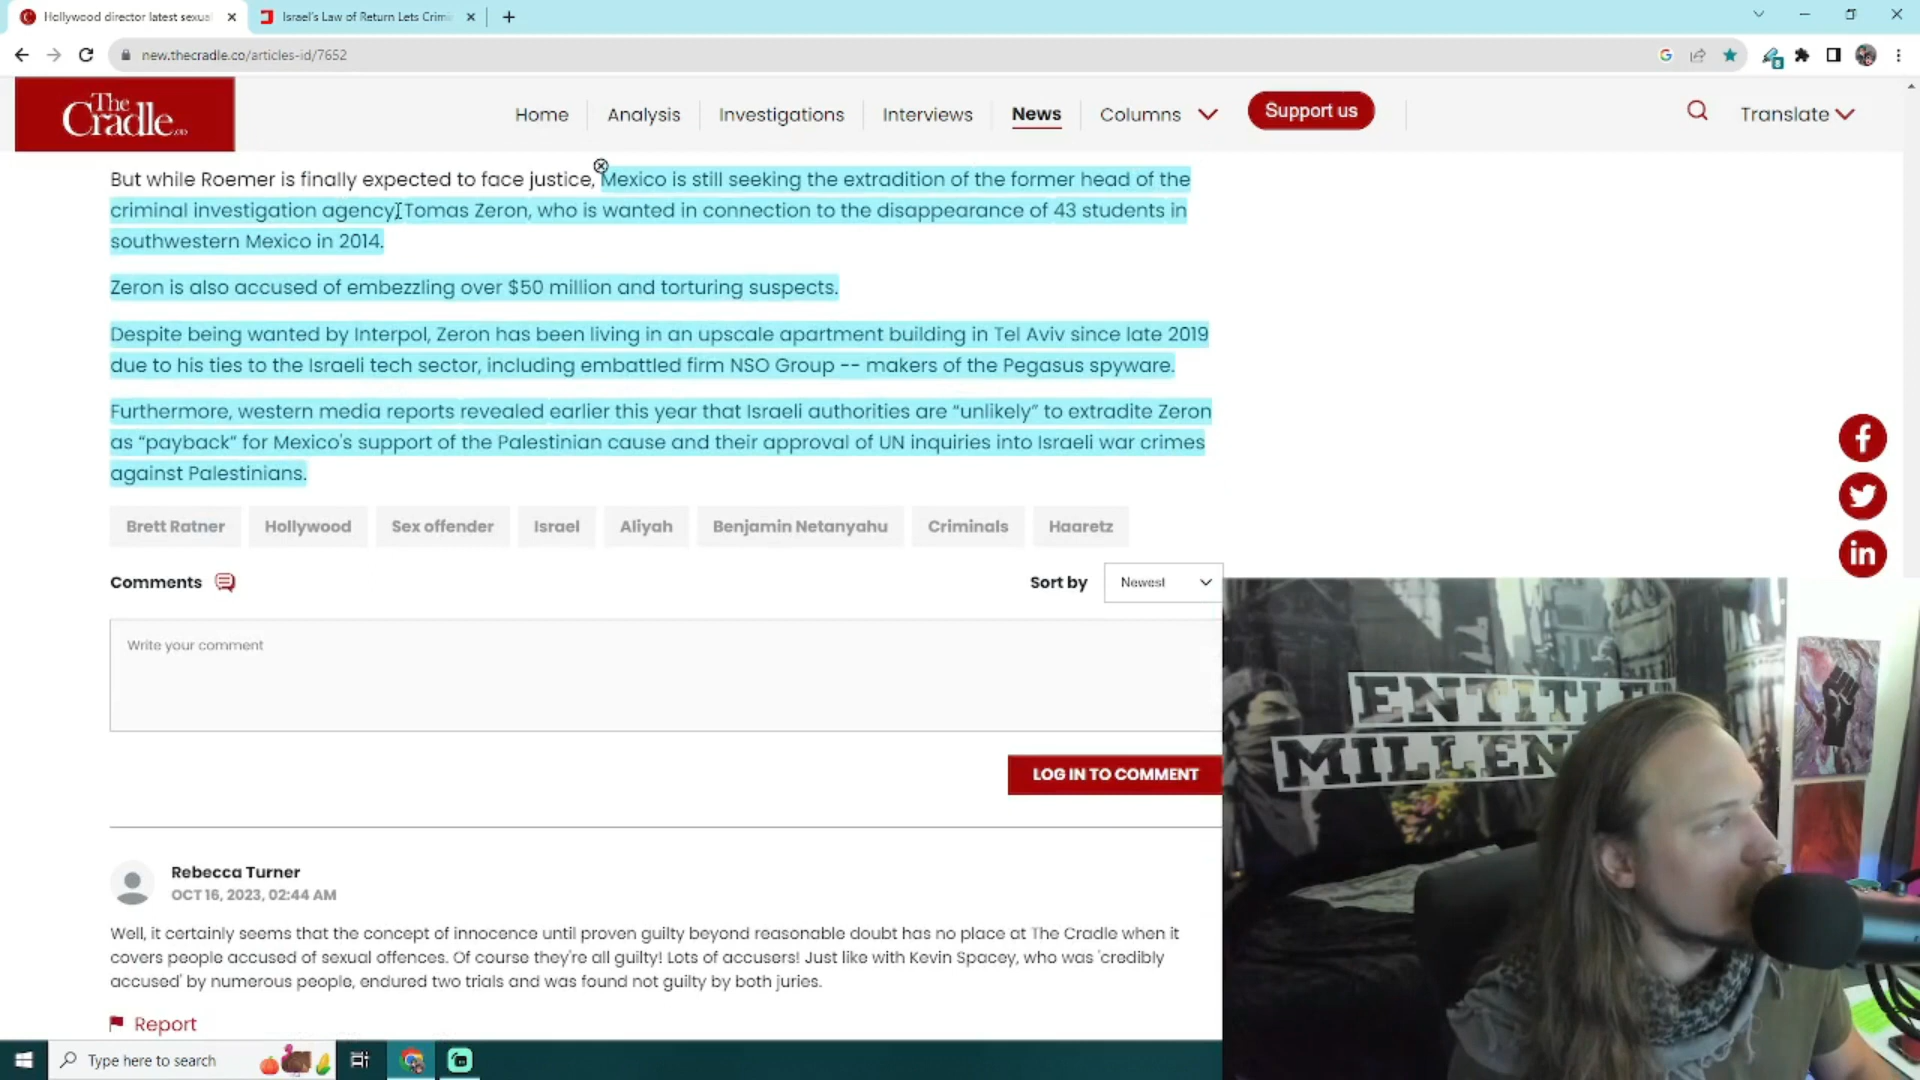 Hollywood director latest sexua
Israel's Law of Return Lets Crimi
new.thecradle.co/articles-id/7652
The Cradle.co
Home
Analysis
Investigations
Interviews
News
Columns
Support us
Translate
But while Roemer is finally expected to face justice, Mexico is still seeking the extradition of the former head of the
criminal investigation agency, Tomas Zeron, who is wanted in connection to the disappearance of 43 students in
southwestern Mexico in 2014.
Zeron is also accused of embezzling over $50 million and torturing suspects.
Despite being wanted by Interpol, Zeron has been living in an upscale apartment building in Tel Aviv since late 2019
due to his ties to the Israeli tech sector, including embattled firm NSO Group -- makers of the Pegasus spyware.
Furthermore, western media reports revealed earlier this year that Israeli authorities are “unlikely” to extradite Zeron
as “payback” for Mexico's support of the Palestinian cause and their approval of UN inquiries into Israeli war crimes
against Palestinians.
Brett Ratner
Hollywood
Sex offender
Israel
Aliyah
Benjamin Netanyahu
Criminals
Haaretz
Comments
Sort by
Newest
Write your comment
LOG IN TO COMMENT
ENTITLE
MILLEN
Rebecca Turner
OCT 16, 2023, 02:44 AM
Well, it certainly seems that the concept of innocence until proven guilty beyond reasonable doubt has no place at The Cradle when it
covers people accused of sexual offences. Of course they're all guilty! Lots of accusers! Just like with Kevin Spacey, who was 'credibly
accused' by numerous people, endured two trials and was found not guilty by both juries.
Report
Type here to search